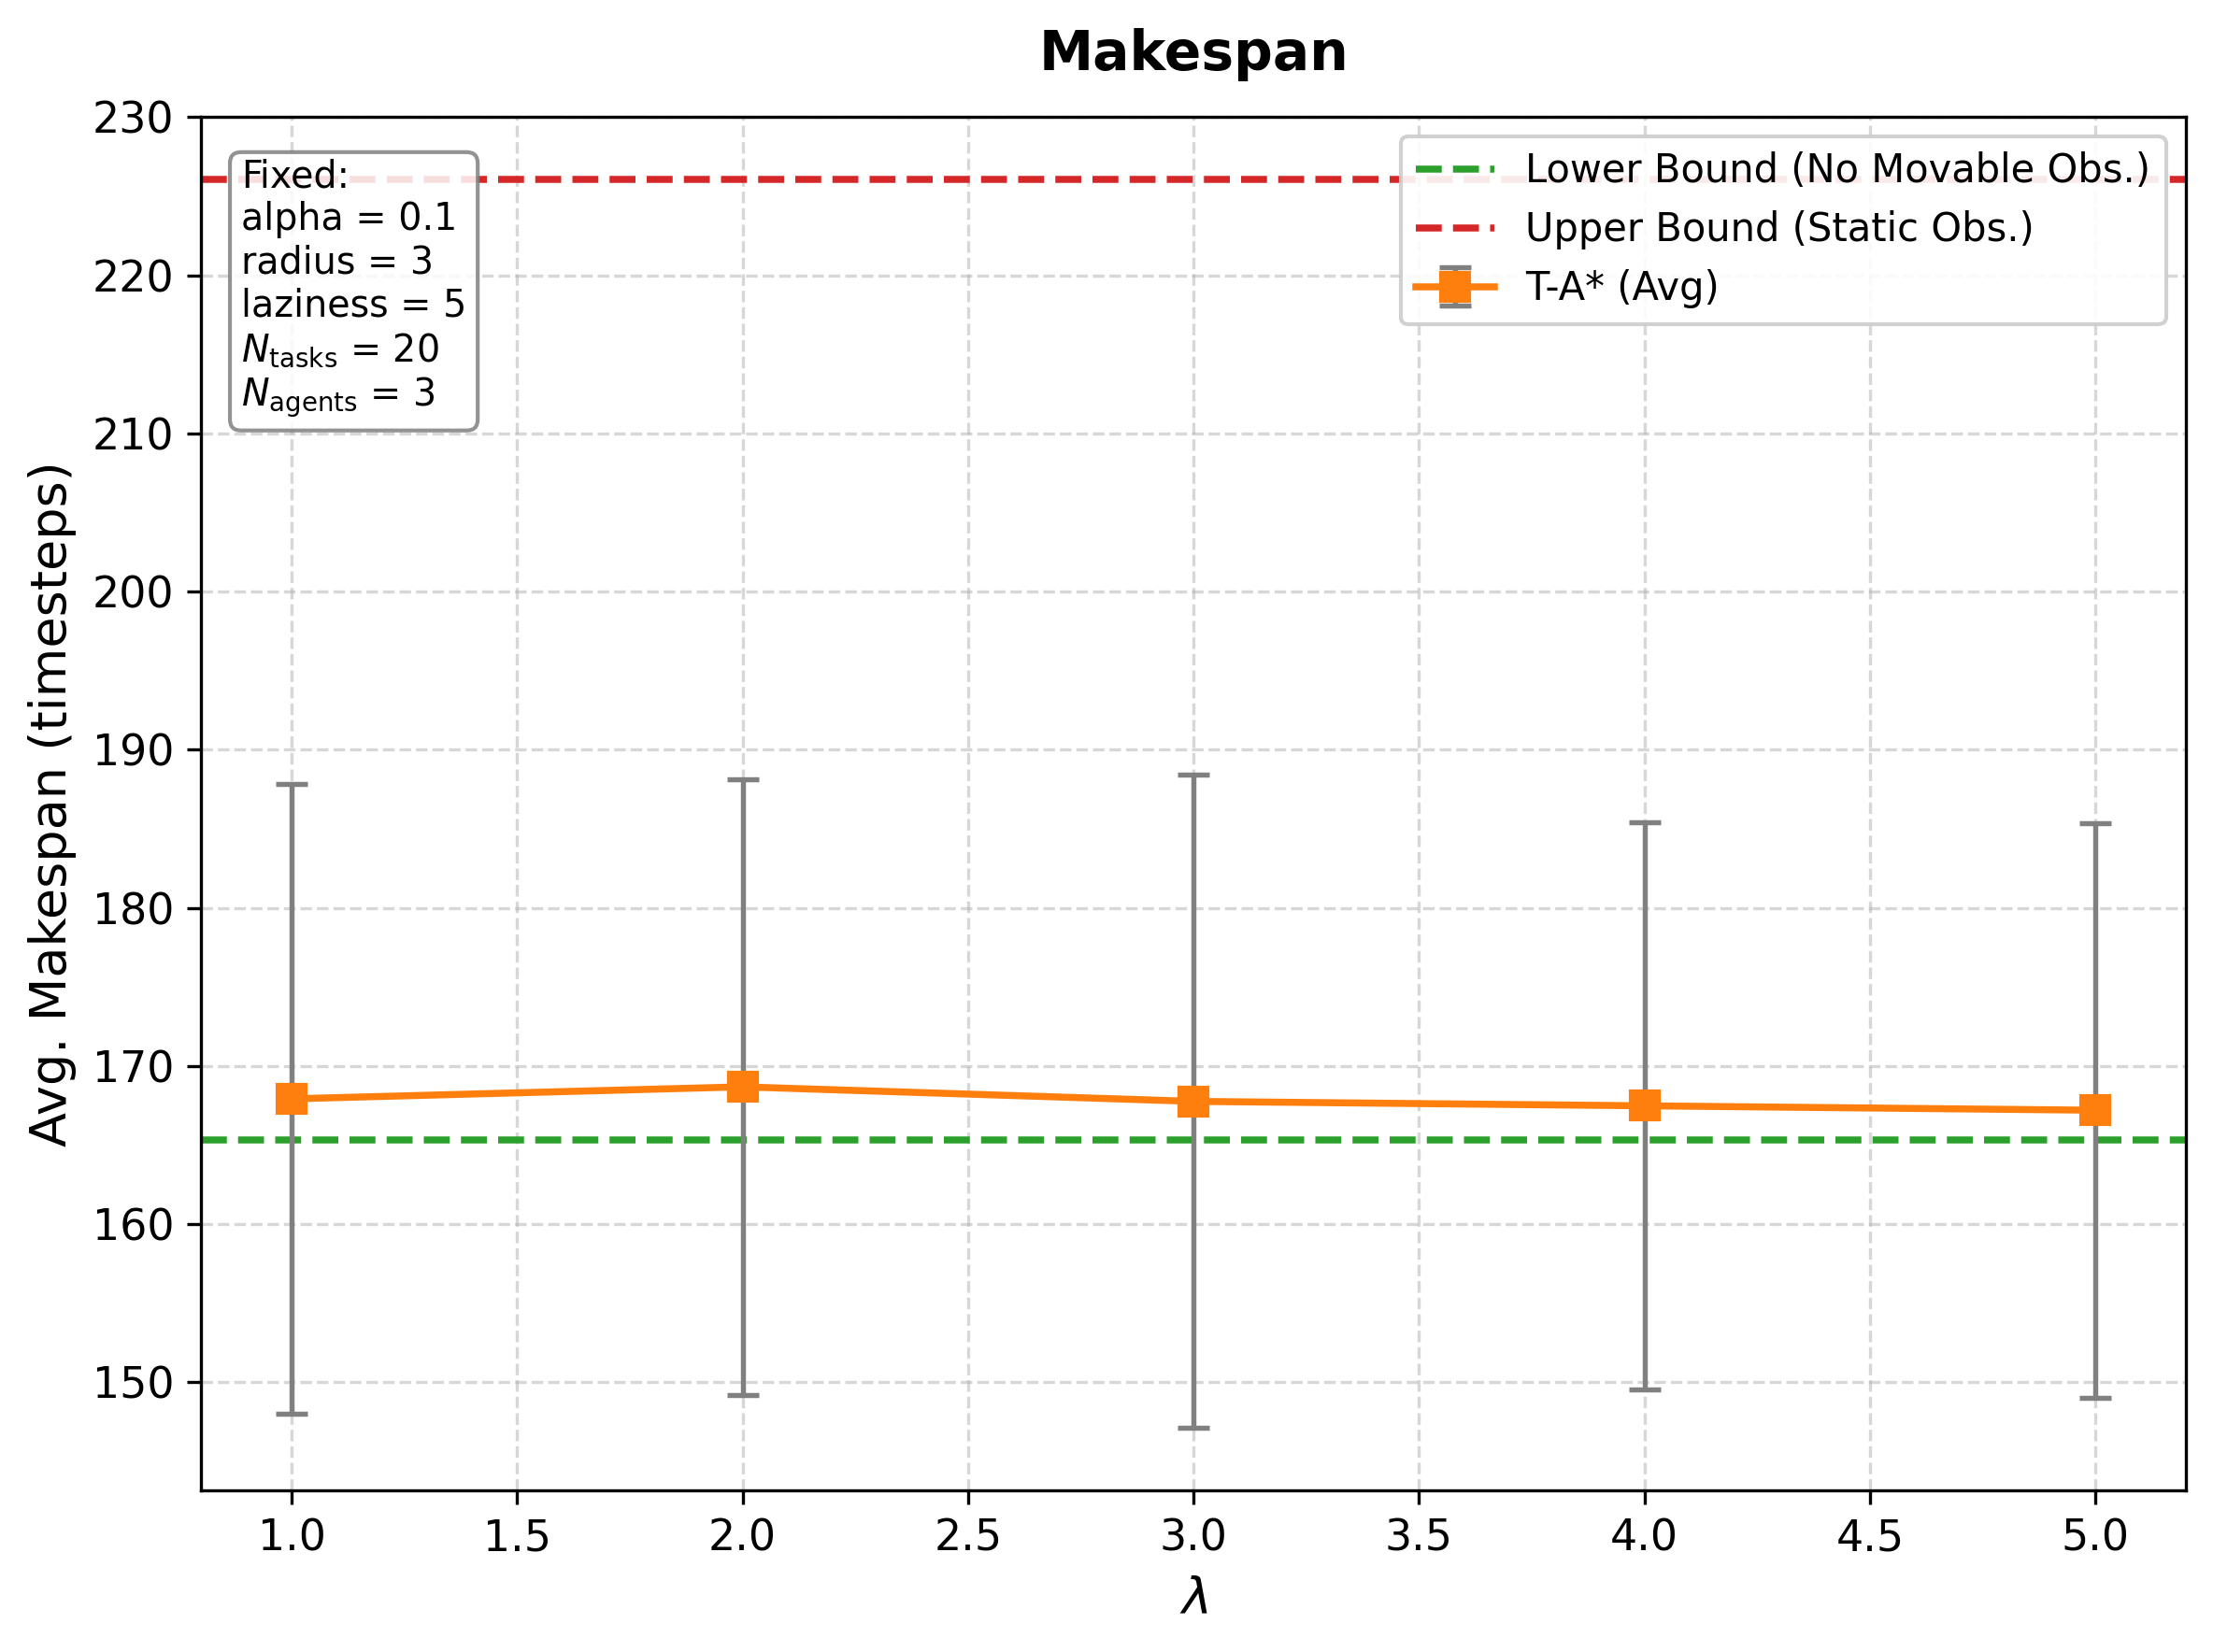 Makespan
230
220
210
200
190
180
170
160
150
Avg. Makespan (timesteps)
Fixed:
alpha = 0.1
radius = 3
laziness = 5
N_tasks = 20
N_agents = 3
Lower Bound (No Movable Obs.)
Upper Bound (Static Obs.)
T-A* (Avg)
1.0 1.5 2.0 2.5 3.0 3.5 4.0 4.5 5.0
λ